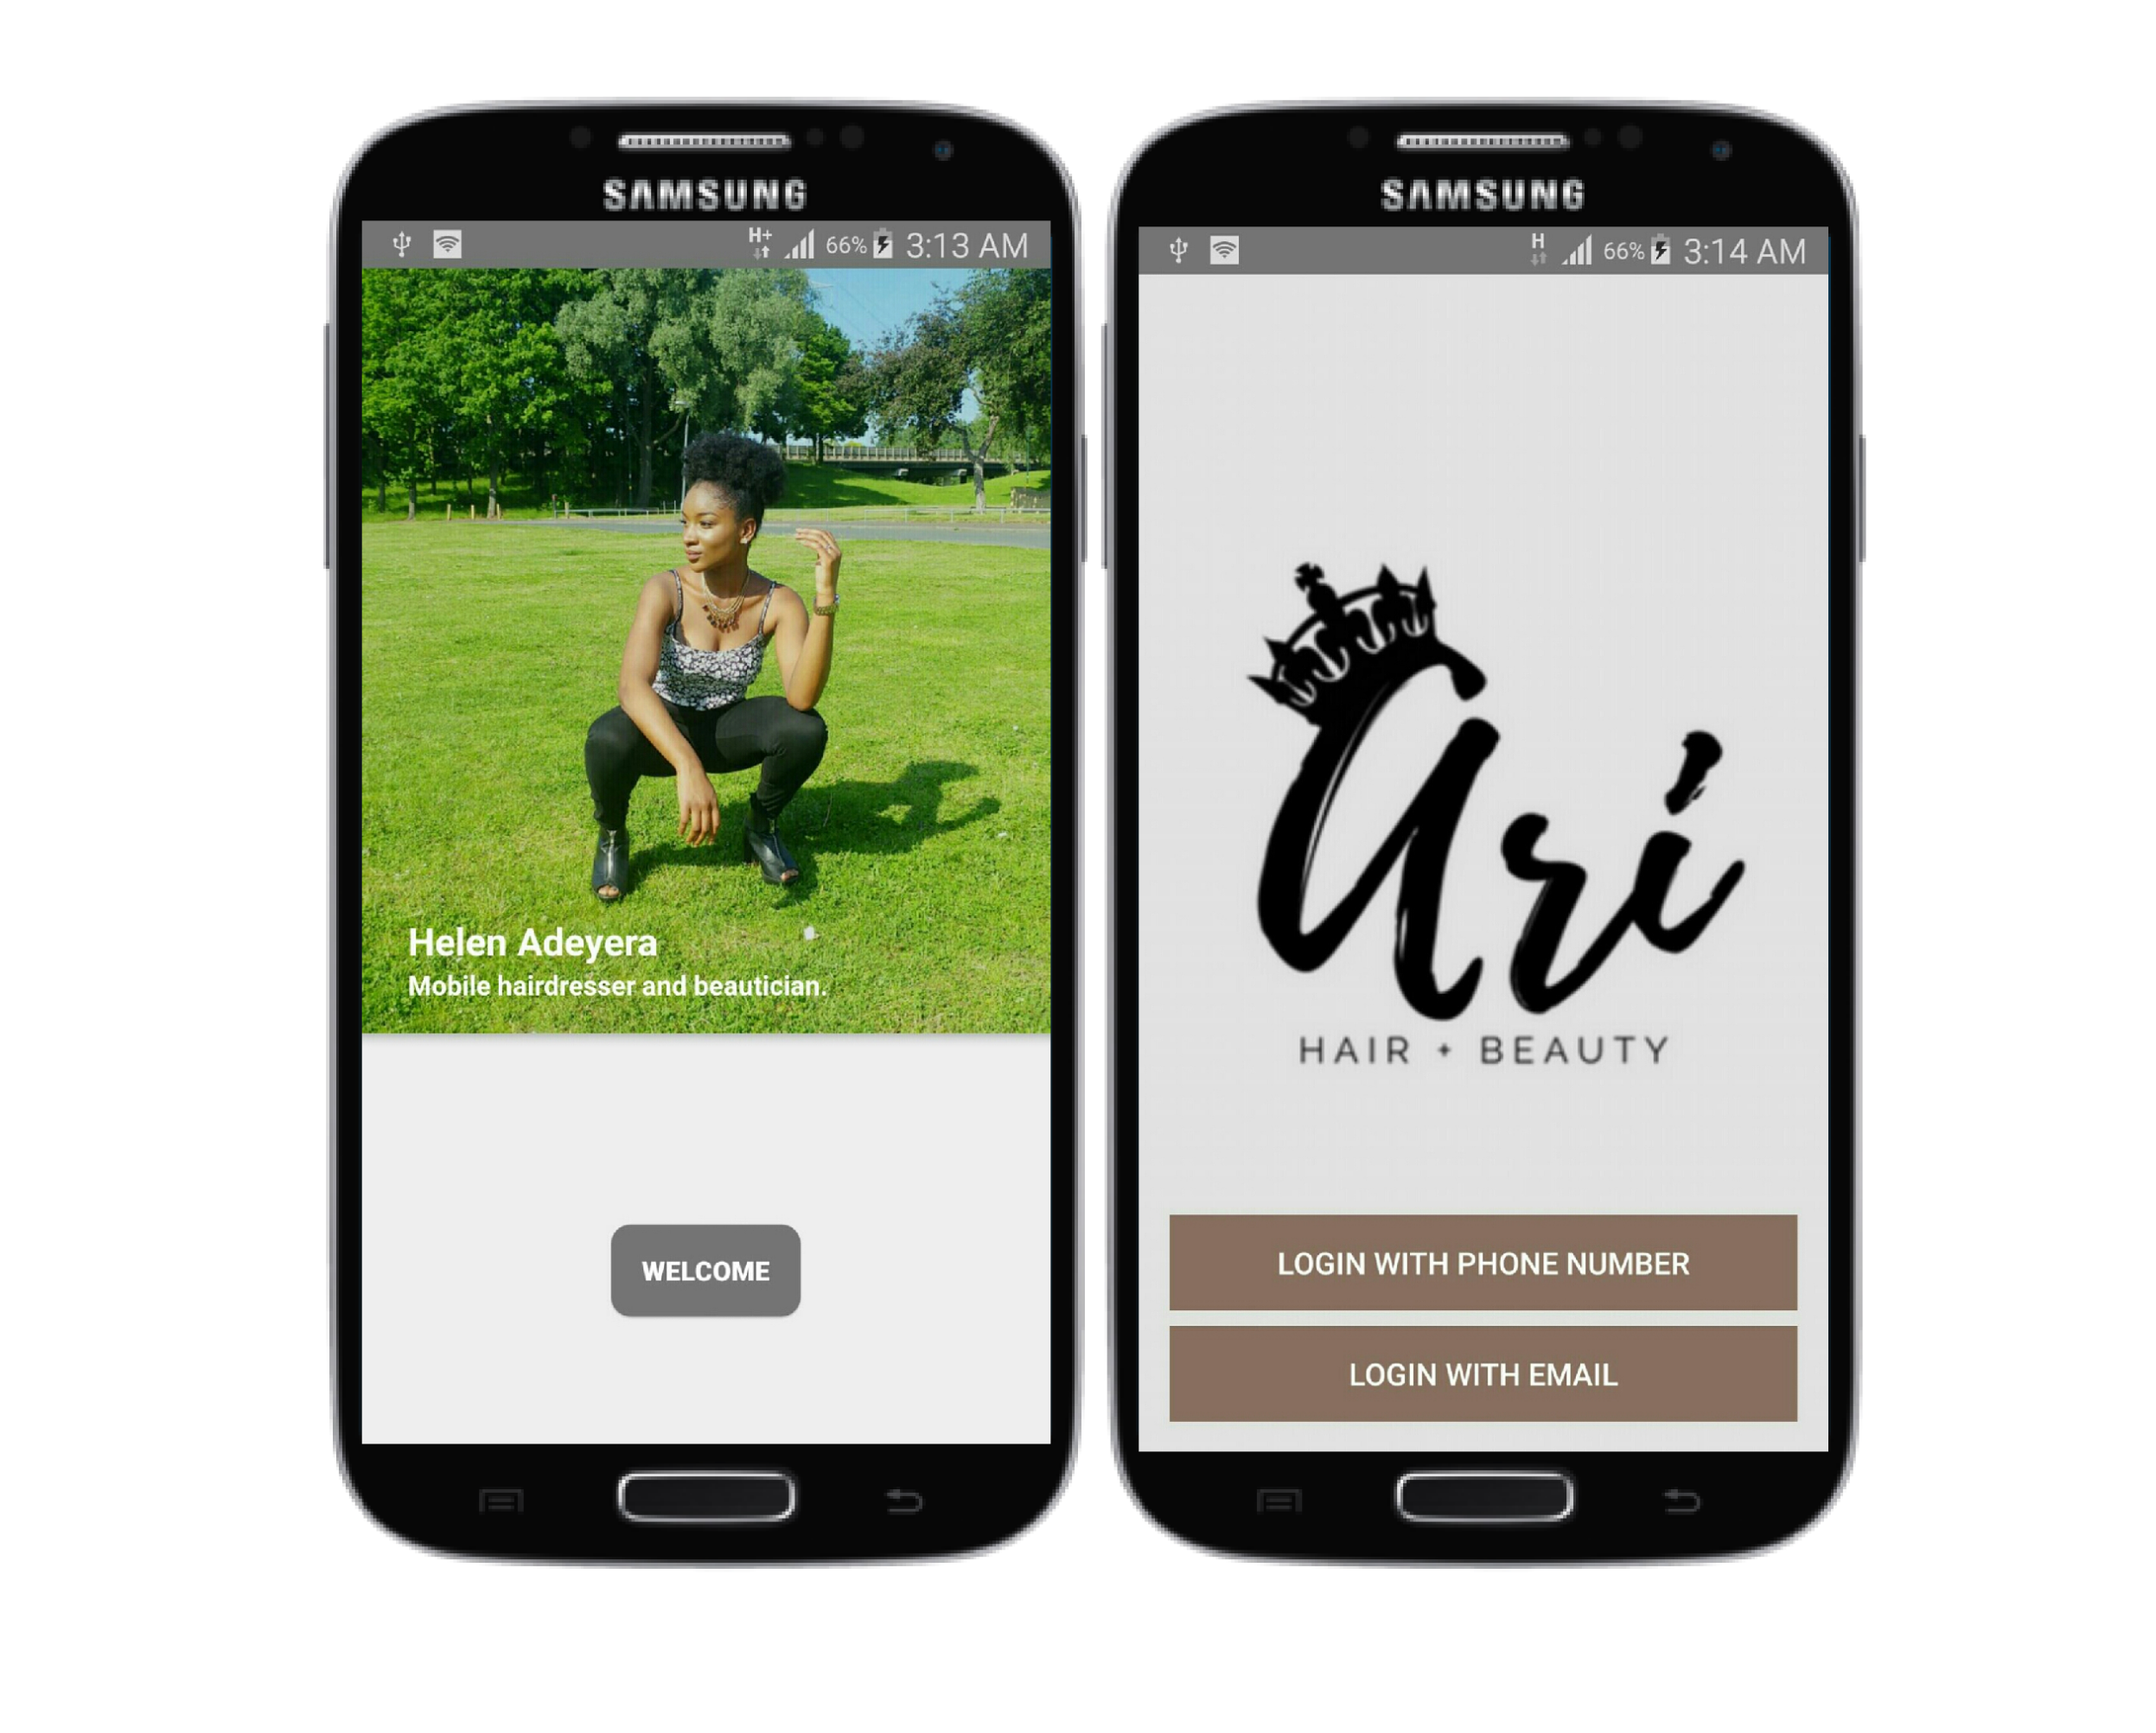 SAMSUNG
H+ 66% 3:13 AM
Helen Adeyera
Mobile hairdresser and beautician.
WELCOME
SAMSUNG
H 66% 3:14 AM
Ari
HAIR + BEAUTY
LOGIN WITH PHONE NUMBER
LOGIN WITH EMAIL